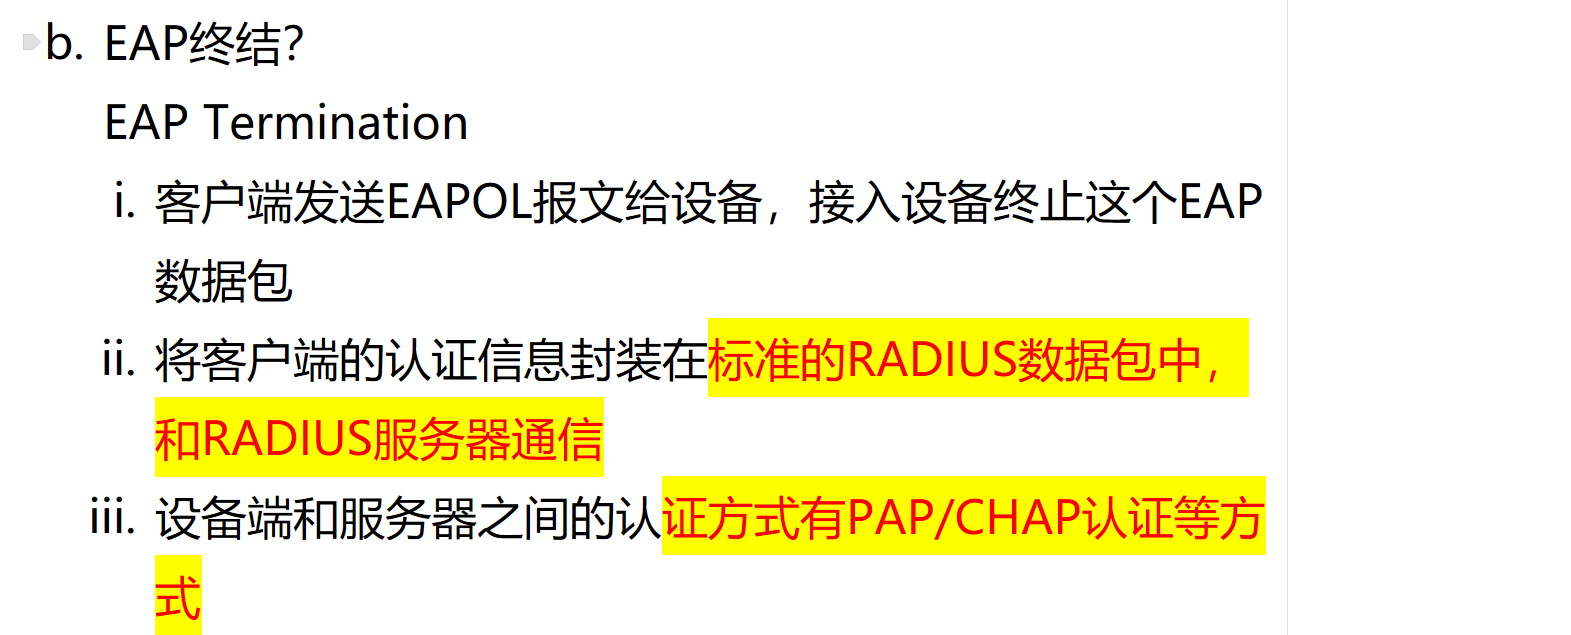 b. EAP终结？
EAP Termination
i. 客户端发送EAPOL报文给设备，接入设备终止这个EAP
数据包
ii. 将客户端的认证信息封装在标准的RADIUS数据包中，
和RADIUS服务器通信
iii. 设备端和服务器之间的认证方式有PAP/CHAP认证等方
式